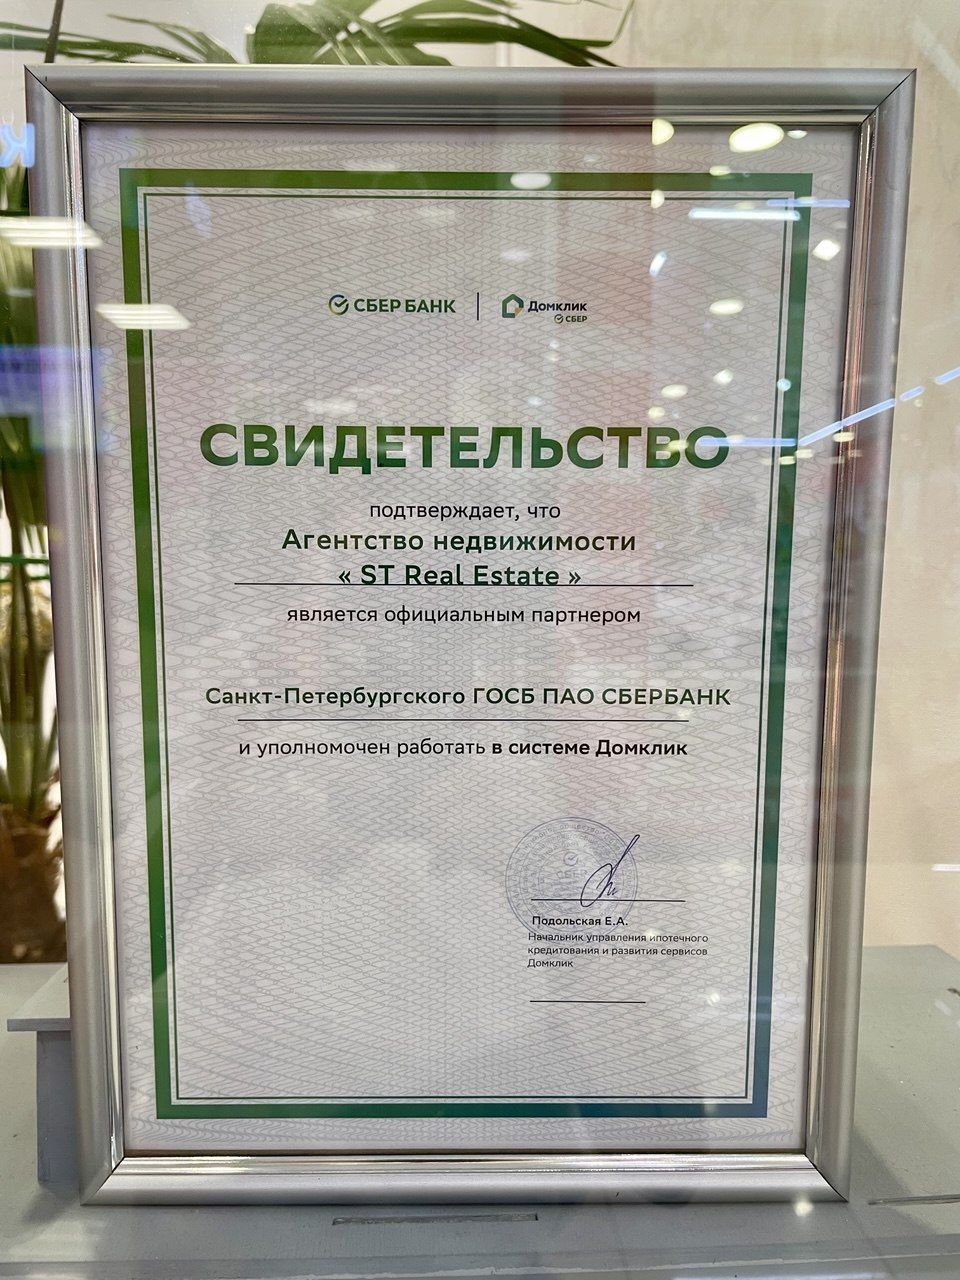 СБЕР БАНК
Домклик
СБЕР
СВИДЕТЕЛЬСТВО
подтверждает, что
Агентство недвижимости
« ST Real Estate »
является официальным партнером
Санкт-Петербургского ГОСБ ПАО СБЕРБАНК
и уполномочен работать в системе Домклик
СБЕР
Подольская Е.А.
Начальник управления ипотечного
кредитования и развития сервисов
Домклик